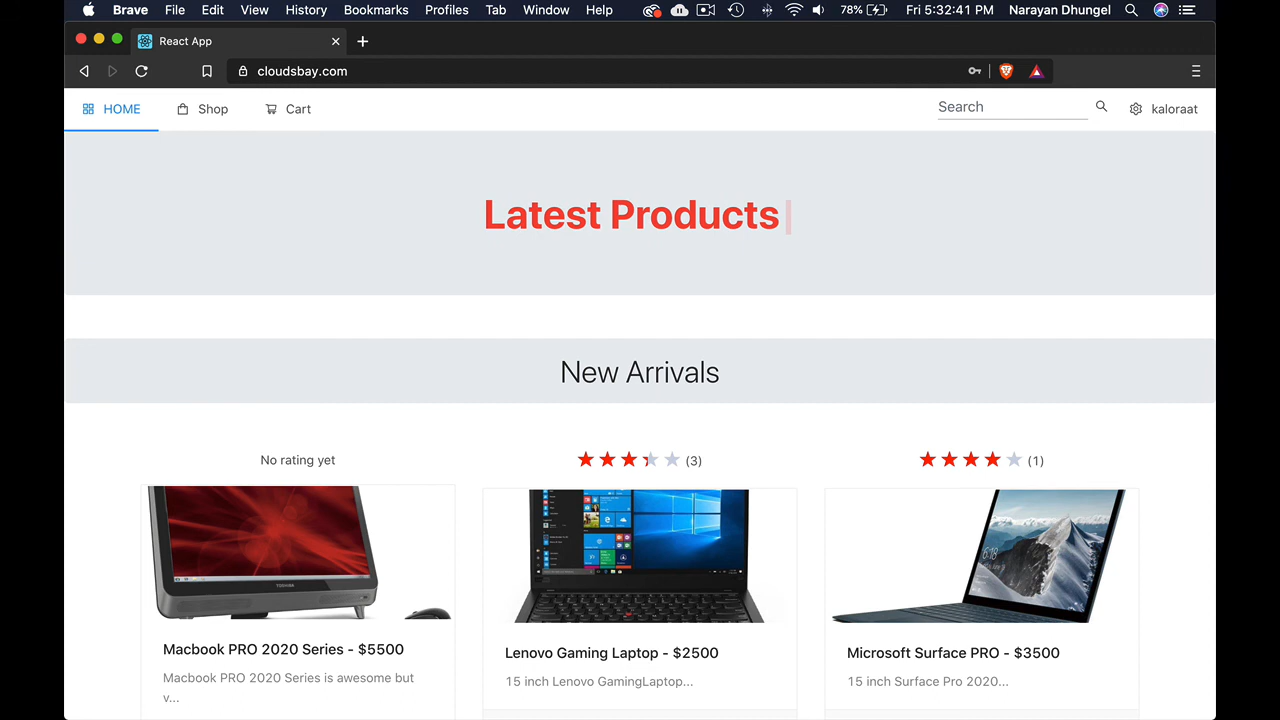 Brave File Edit View History Bookmarks Profiles Tab Window Help 78% Fri 5:32:41 PM Narayan Dhungel
React App
cloudsbay.com
HOME Shop Cart Search kaloraat
Latest Products
New Arrivals
No rating yet (3) (1)
TOSHIBA
6:18
Macbook PRO 2020 Series - $5500
Lenovo Gaming Laptop - $2500
Microsoft Surface PRO - $3500
Macbook PRO 2020 Series is awesome but
v...
15 inch Lenovo GamingLaptop...
15 inch Surface Pro 2020...